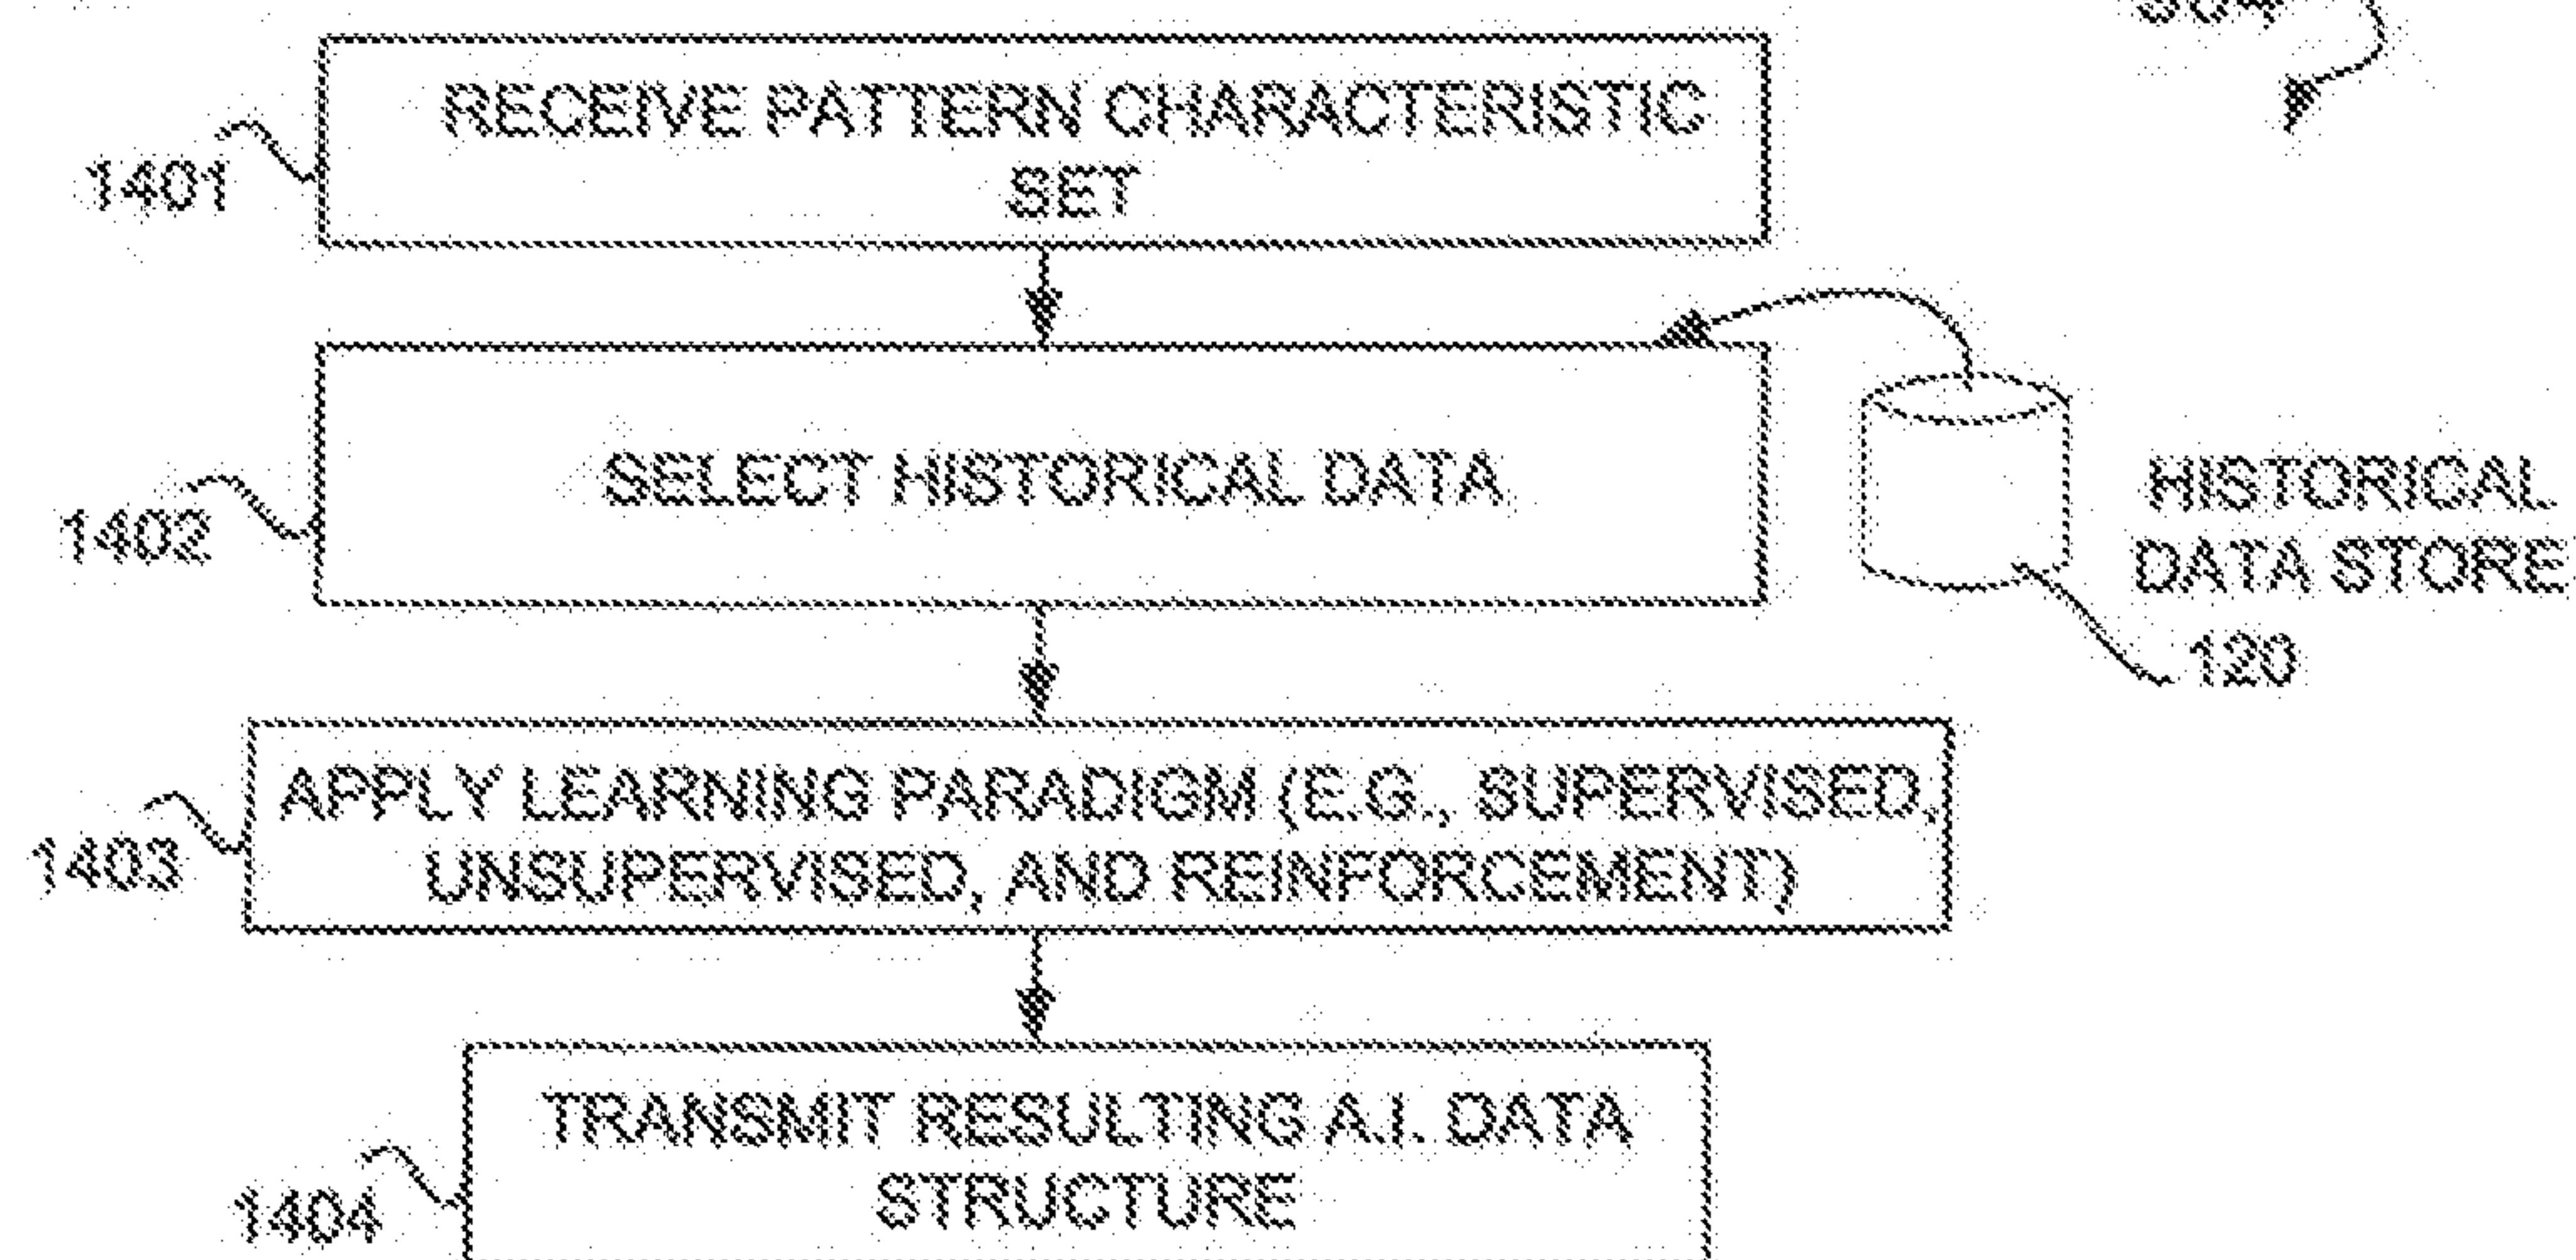 RECEIVE PATTERN CHARACTERISTIC
SET
1401
SELECT HISTORICAL DATA
1402
HISTORICAL
DATA STORE
120
APPLY LEARNING PARADIGM (E.G., SUPERVISED,
UNSUPERVISED, AND REINFORCEMENT)
1403
TRANSMIT RESULTING A.I. DATA
STRUCTURE
1404